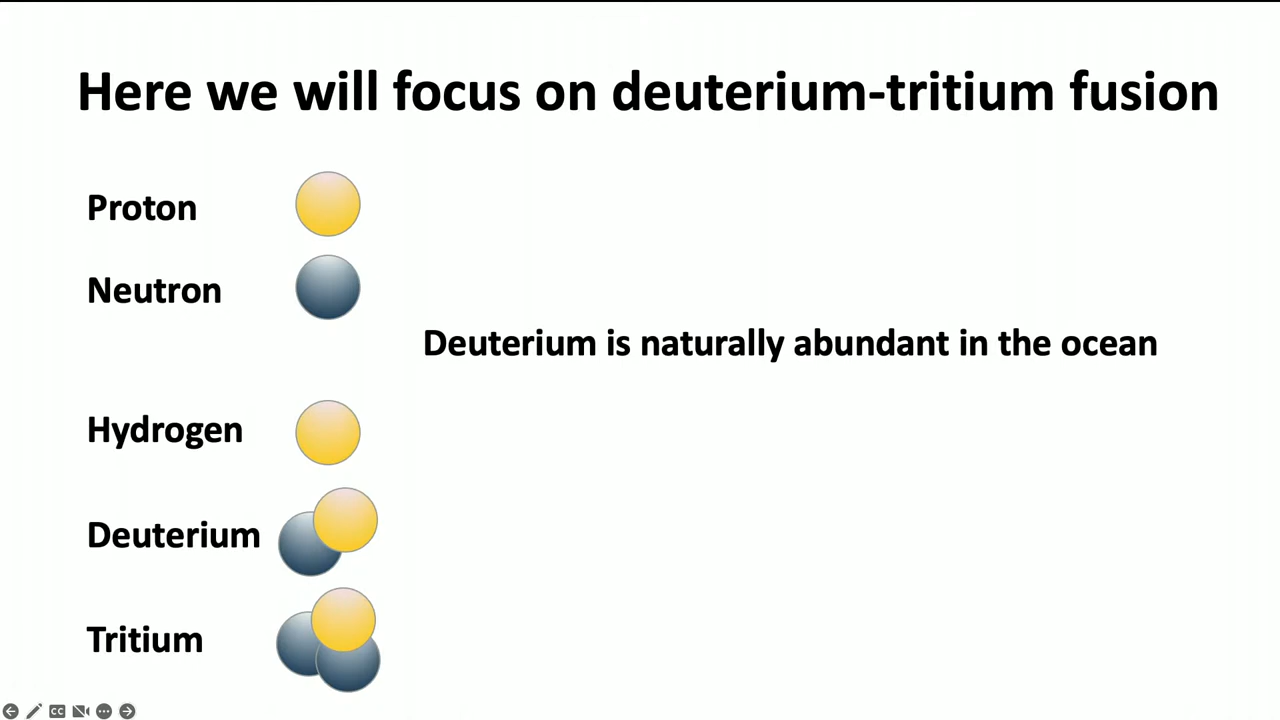 Here we will focus on deuterium-tritium fusion
Proton
Neutron
Deuterium is naturally abundant in the ocean
Hydrogen
Deuterium
Tritium
CC